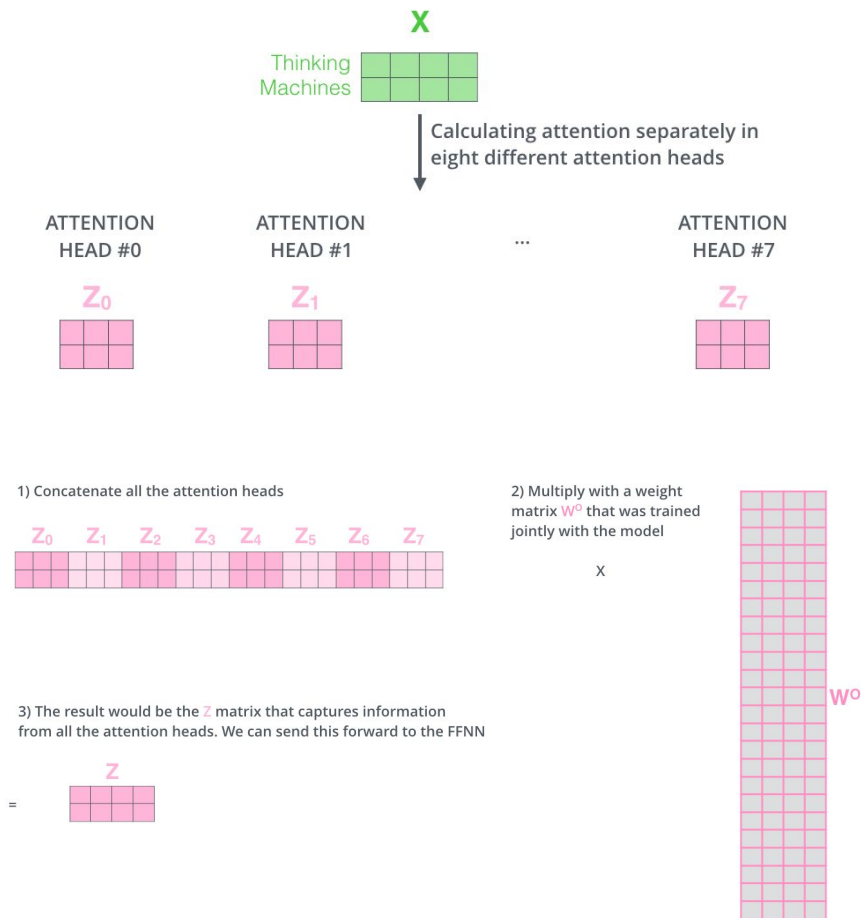 X
Thinking
Machines
Calculating attention separately in
eight different attention heads
ATTENTION
HEAD #0
ATTENTION
HEAD #1
...
ATTENTION
HEAD #7
Z0
Z1
Z7
1) Concatenate all the attention heads
Z0 Z1 Z2 Z3 Z4 Z5 Z6 Z7
2) Multiply with a weight
matrix W^O that was trained
jointly with the model
X
W^O
3) The result would be the Z matrix that captures information
from all the attention heads. We can send this forward to the FFNN
Z
=